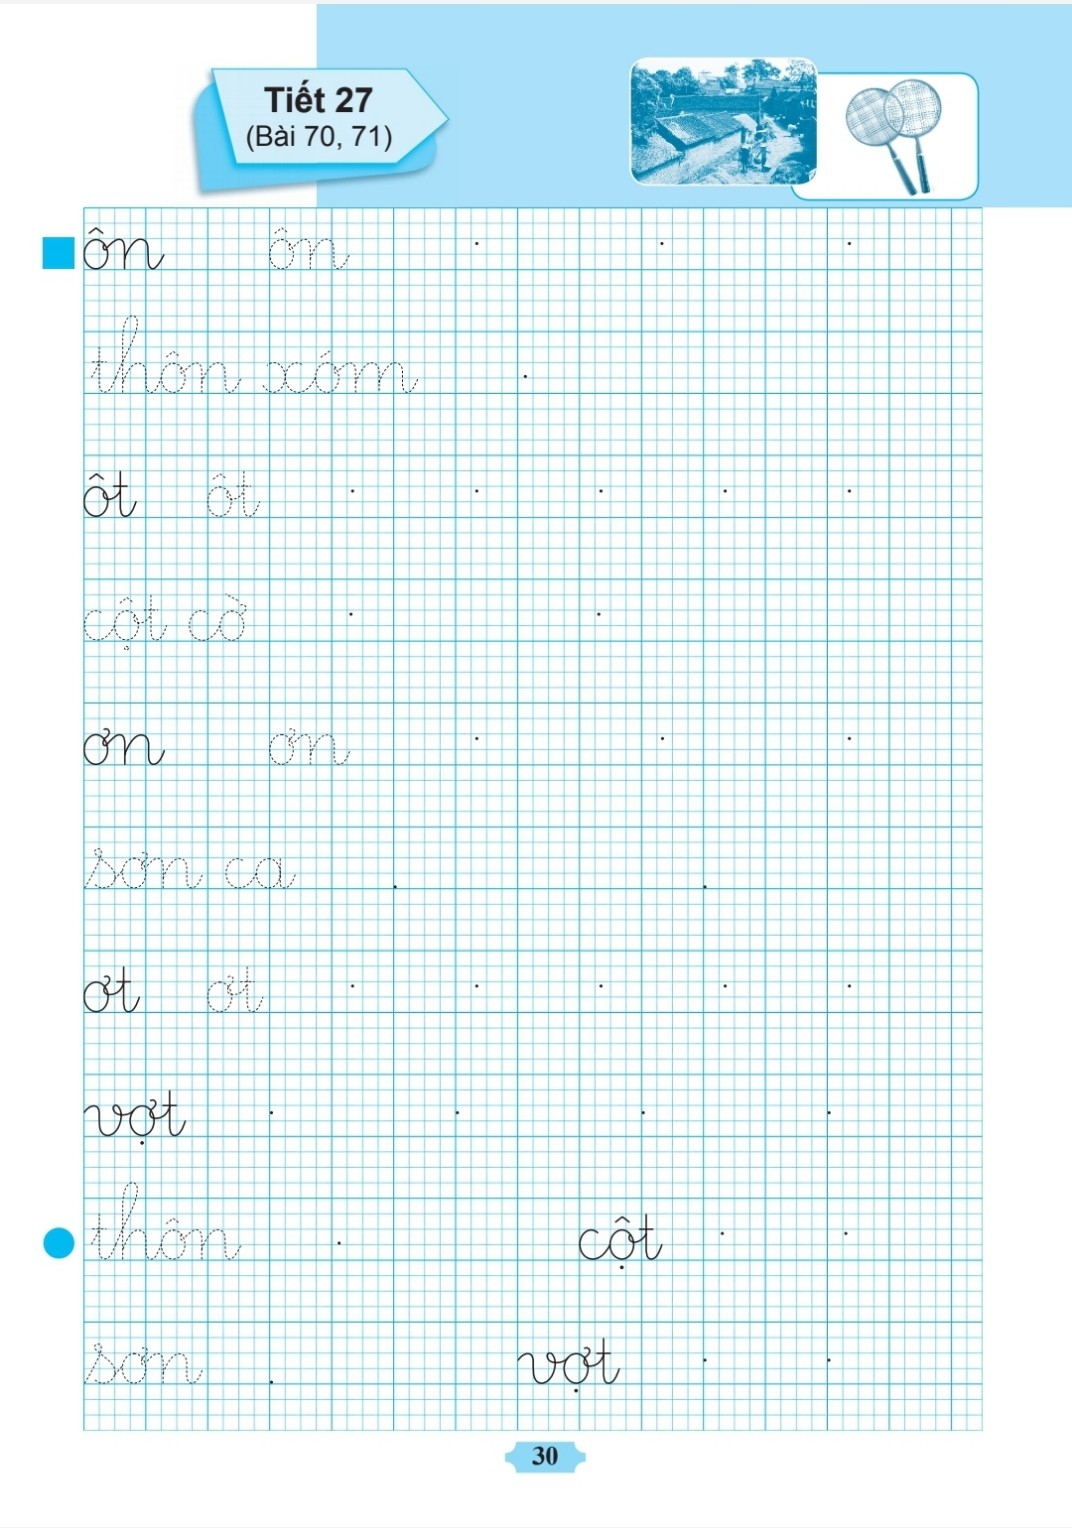 Tiết 27
(Bài 70, 71)
ôn ôn
thôn xóm
ôt ôt
cột cờ
ơn ơn
sơn ca
ơt ơt
vợt
thôn cột
sơn vợt
30